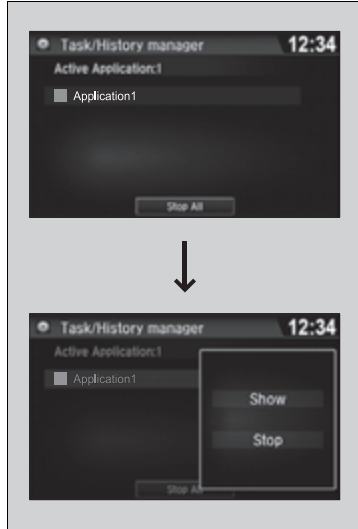 Task/History manager 12:34
Active Application:1
Application1
Stop All
Task/History manager 12:34
Active Application:1
Application1
Show
Stop
Stop All